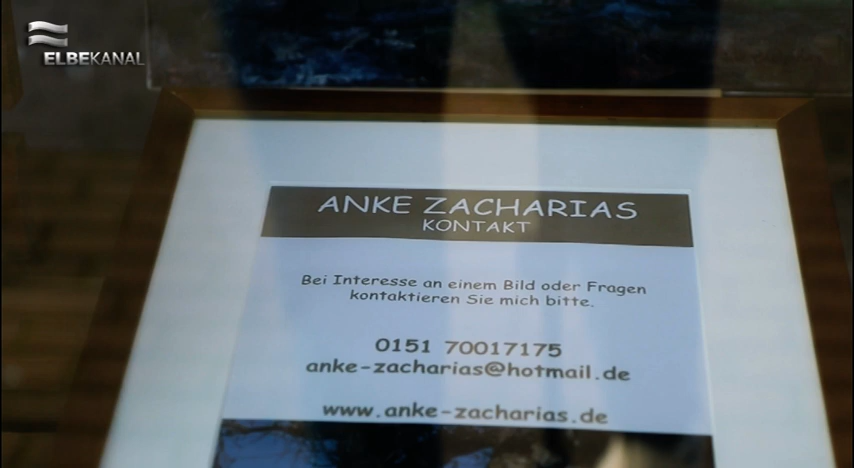 ELBEKANAL
ANKE ZACHARIAS
KONTAKT
Bei Interesse an einem Bild oder Fragen
kontaktieren Sie mich bitte.
0151 70017175
anke-zacharias@hotmail.de
www.anke-zacharias.de